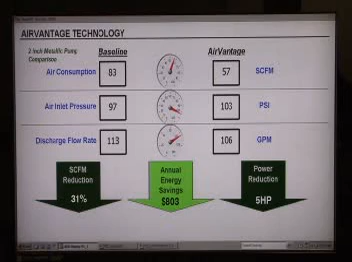 AIRVANTAGE TECHNOLOGY
2 Inch Metallic Pump
Comparison
Baseline
AirVantage
Air Consumption 83 57 SCFM
Air Inlet Pressure 97 103 PSI
Discharge Flow Rate 113 106 GPM
SCFM
Reduction
31%
Annual
Energy
Savings
$803
Power
Reduction
5HP